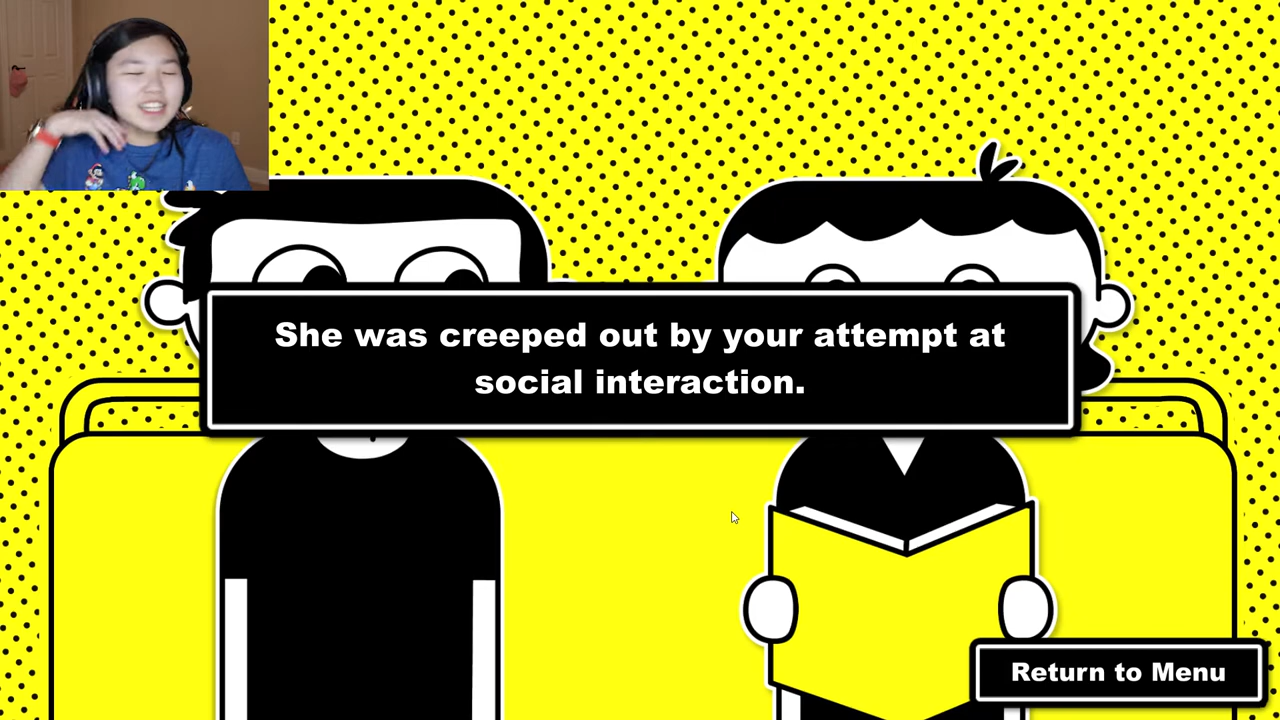 She was creeped out by your attempt at
social interaction.
Return to Menu